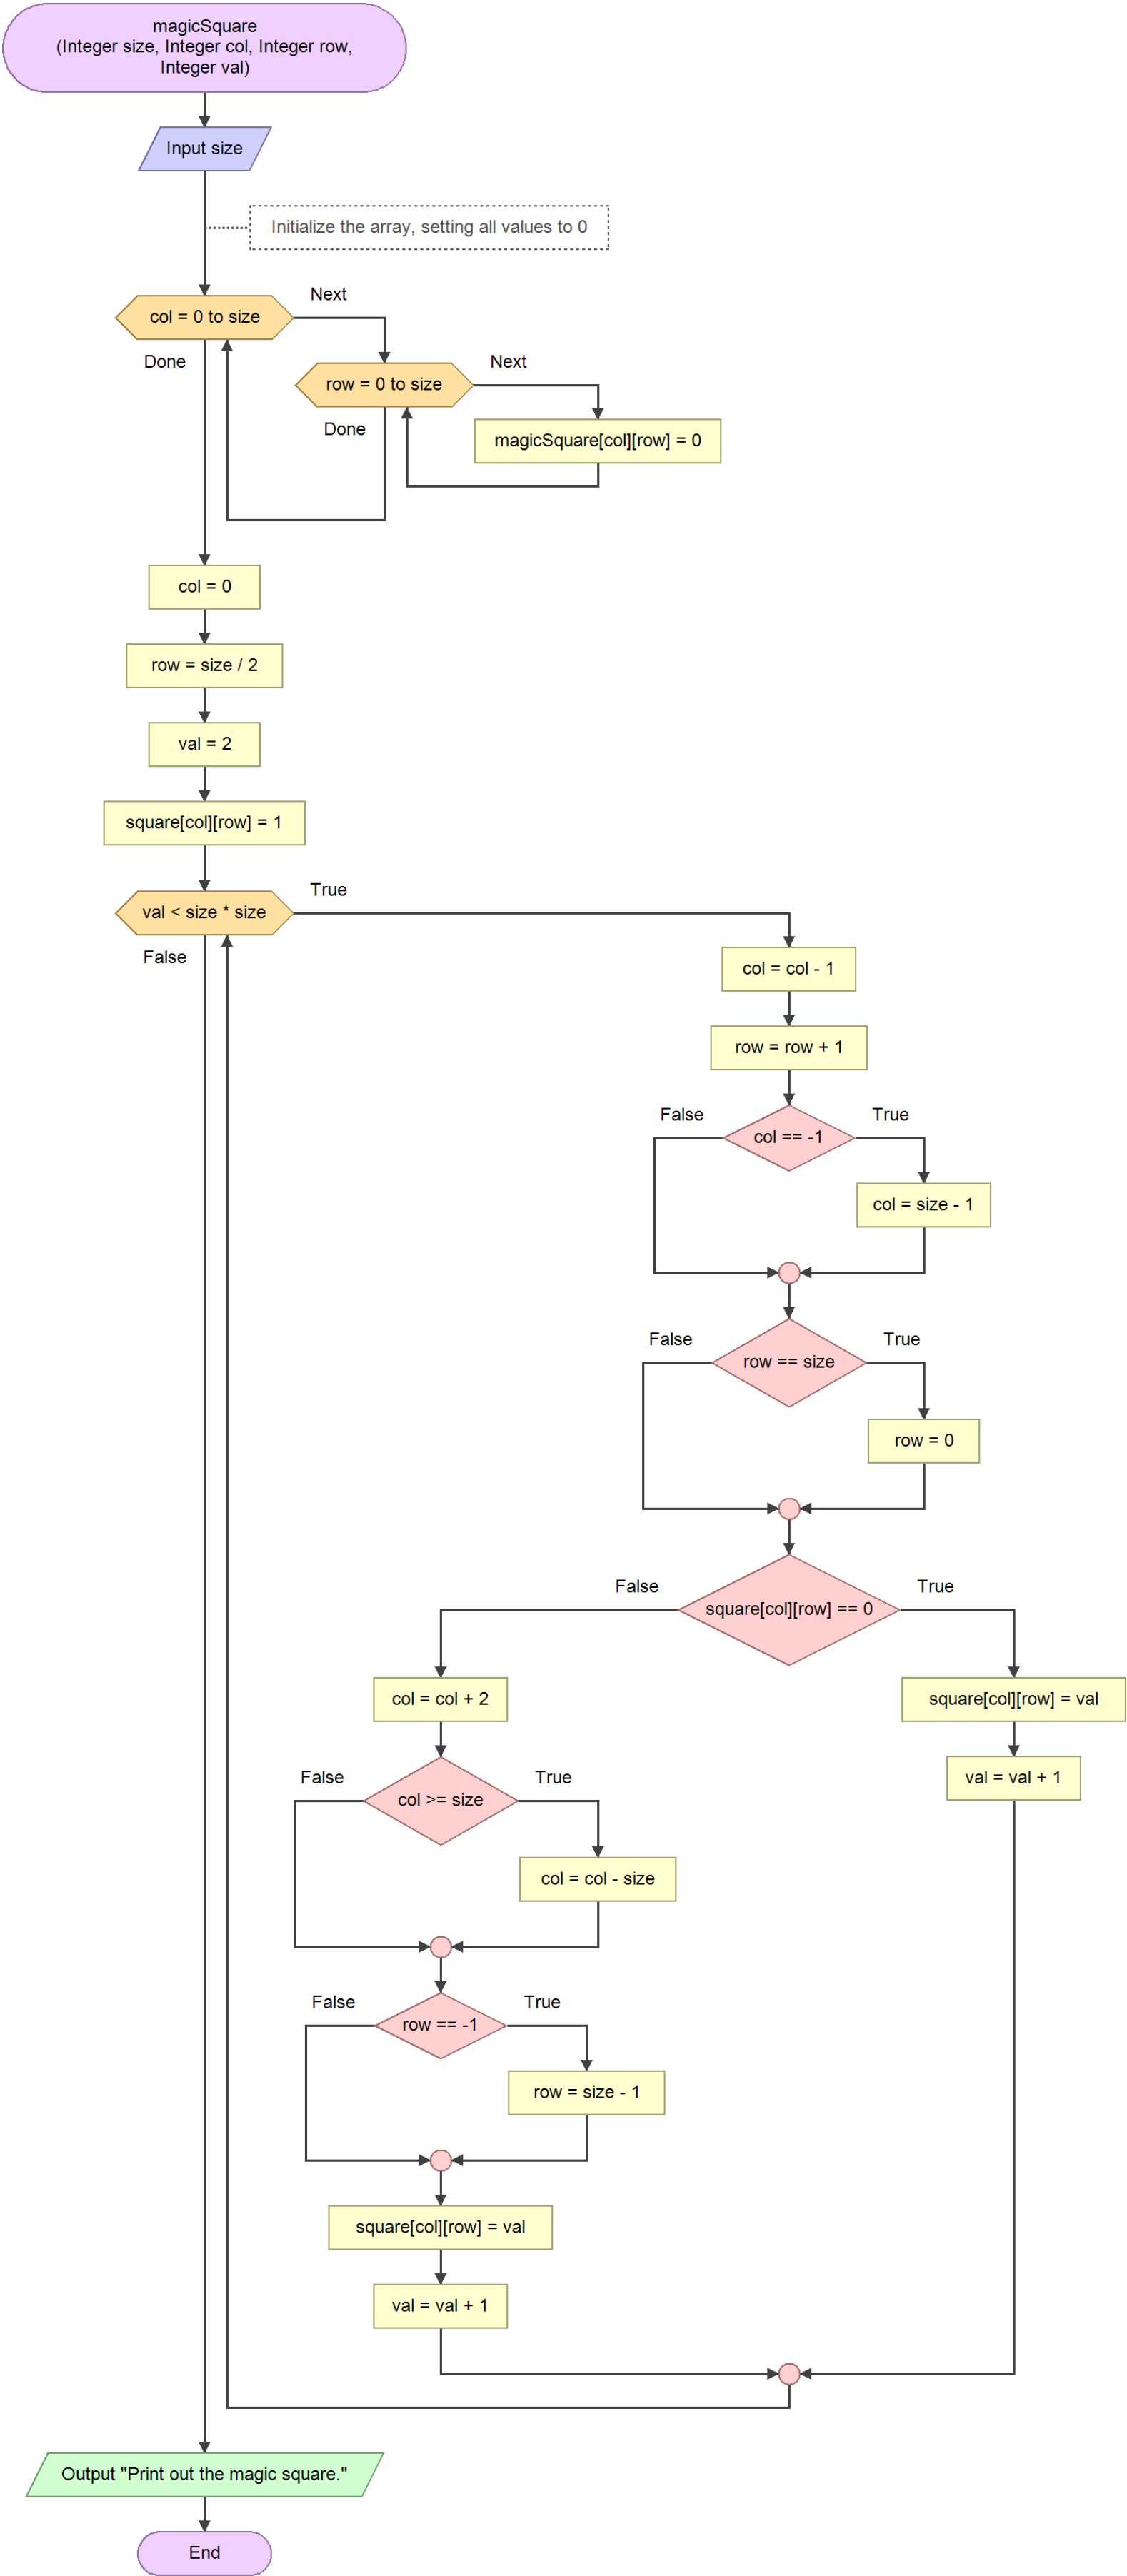 magicSquare
(Integer size, Integer col, Integer row,
Integer val)
Input size
Initialize the array, setting all values to 0
col = 0 to size
Next
Done
row = 0 to size
Next
Done
magicSquare[col][row] = 0
col = 0
row = size / 2
val = 2
square[col][row] = 1
val < size * size
True
False
col = col - 1
row = row + 1
False
True
col == -1
col = size - 1
False
True
row == size
row = 0
False
True
square[col][row] == 0
col = col + 2
square[col][row] = val
False
True
col >= size
val = val + 1
col = col - size
False
True
row == -1
row = size - 1
square[col][row] = val
val = val + 1
Output "Print out the magic square."
End